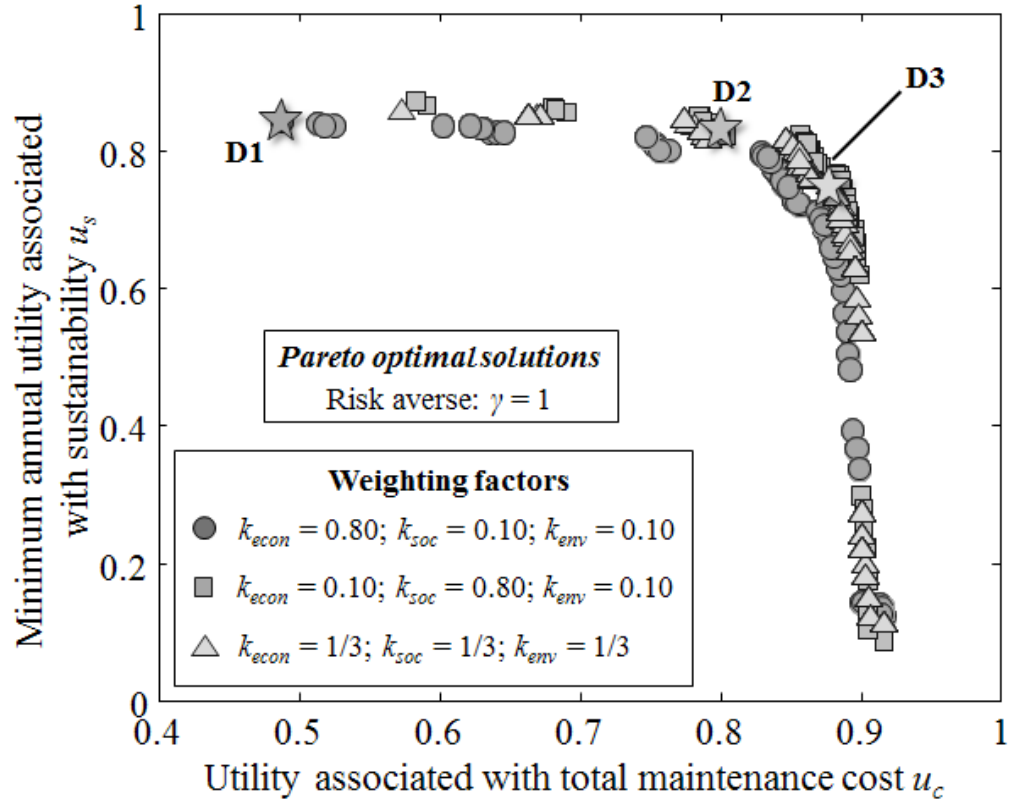 Minimum annual utility associated
with sustainability u_s
1
0.8
0.6
0.4
0.2
0
D1
D2
D3
Pareto optimal solutions
Risk averse: γ = 1
Weighting factors
k_econ = 0.80; k_soc = 0.10; k_env = 0.10
k_econ = 0.10; k_soc = 0.80; k_env = 0.10
k_econ = 1/3; k_soc = 1/3; k_env = 1/3
0.4 0.5 0.6 0.7 0.8 0.9 1
Utility associated with total maintenance cost u_c